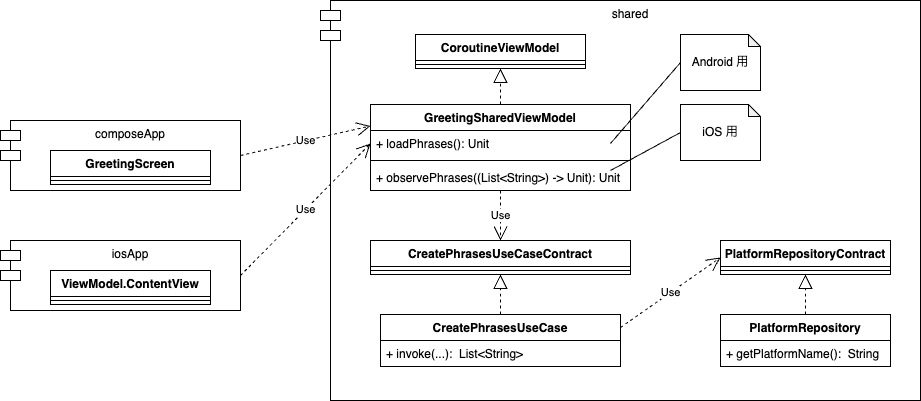 shared
CoroutineViewModel
Android 用
GreetingSharedViewModel
+ loadPhrases(): Unit
+ observePhrases((List<String>) -> Unit): Unit
iOS 用
composeApp
GreetingScreen
Use
iosApp
ViewModel.ContentView
Use
Use
CreatePhrasesUseCaseContract
PlatformRepositoryContract
Use
CreatePhrasesUseCase
+ invoke(...): List<String>
PlatformRepository
+ getPlatformName(): String